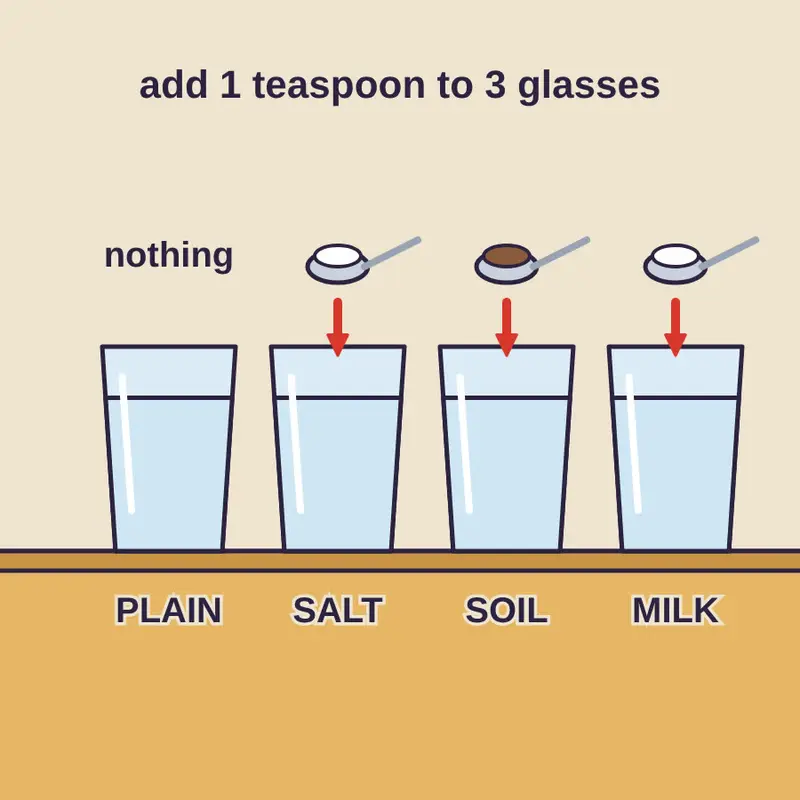 add 1 teaspoon to 3 glasses
nothing
PLAIN
SALT
SOIL
MILK